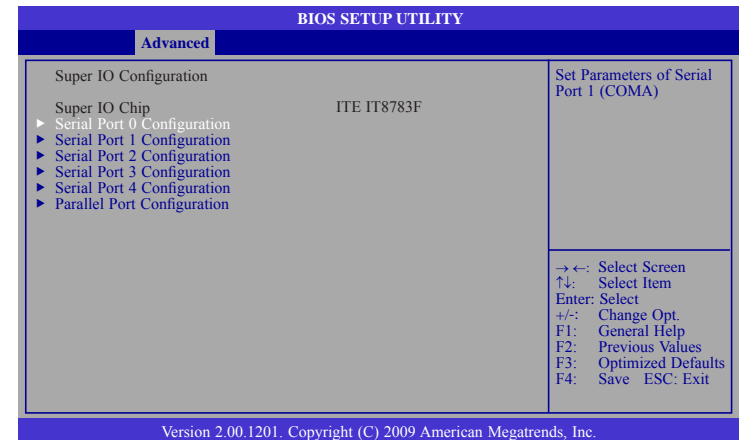 BIOS SETUP UTILITY
Advanced
Super IO Configuration
Super IO Chip ITE IT8783F
► Serial Port 0 Configuration
► Serial Port 1 Configuration
► Serial Port 2 Configuration
► Serial Port 3 Configuration
► Serial Port 4 Configuration
► Parallel Port Configuration
Set Parameters of Serial
Port 1 (COMA)
→←: Select Screen
↑↓: Select Item
Enter: Select
+/-: Change Opt.
F1: General Help
F2: Previous Values
F3: Optimized Defaults
F4: Save ESC: Exit
Version 2.00.1201. Copyright (C) 2009 American Megatrends, Inc.